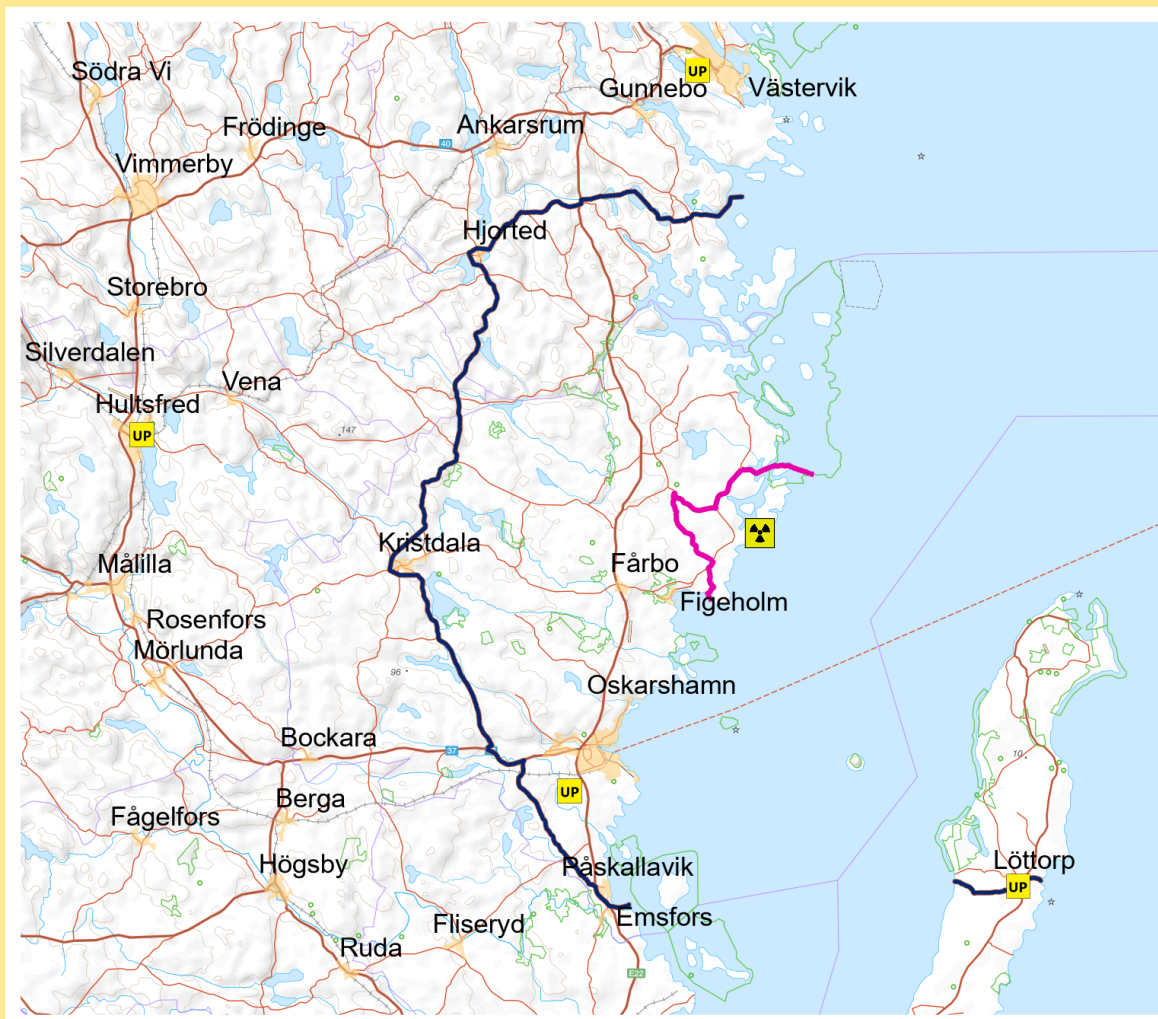 Södra Vi
UP
Gunnebo
Västervik
Frödinge
Ankarsrum
40
Vimmerby
Hjorted
Storebro
Silverdalen
Vena
Hultsfred
UP
147
Kristdala
Målilla
Fårbo
Figeholm
Rosenfors
Mörlunda
96
Oskarshamn
Bockara
37
10
UP
Berga
Fågelfors
Högsby
Påskallavik
Löttorp
UP
Emsfors
Fliseryd
Ruda
E22